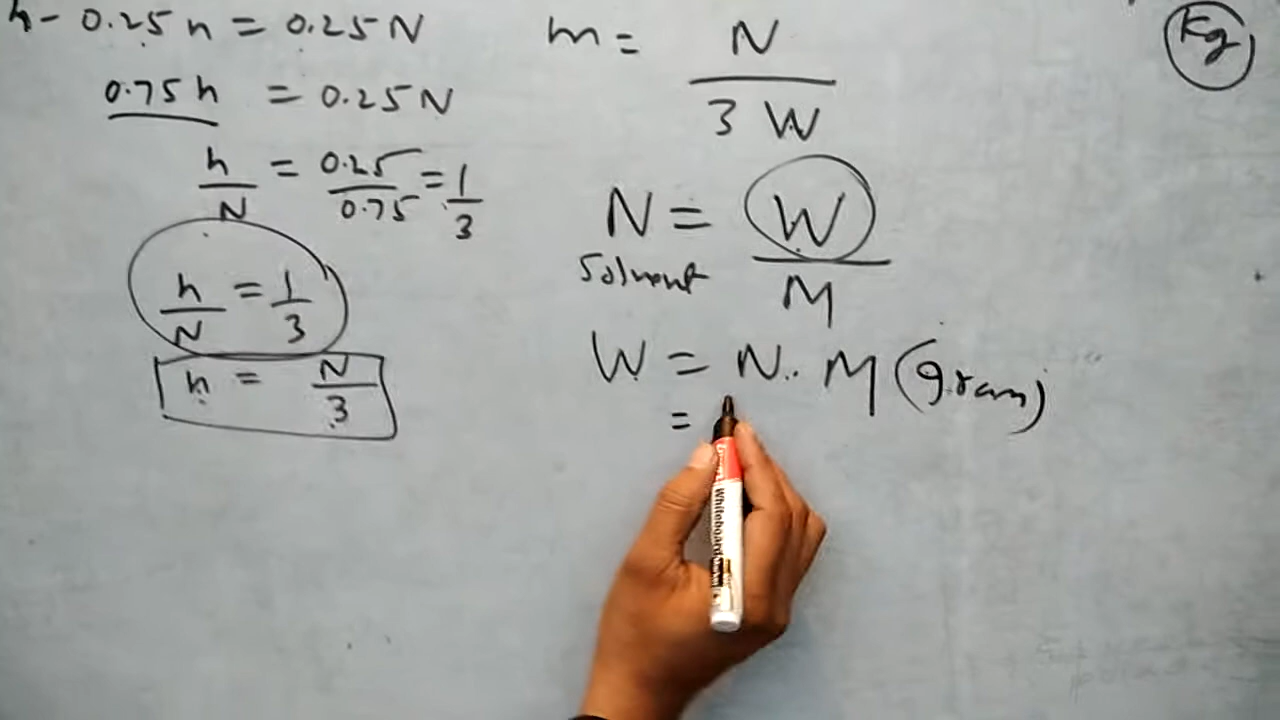 n - 0.25 n = 0.25 N
0.75 n = 0.25 N
n/N = 0.25/0.75 = 1/3
n/N = 1/3
n = N/3
m = N/3 W
N = W/M
Solvent
W = N . M (gram)
=
Kg
Whiteboard